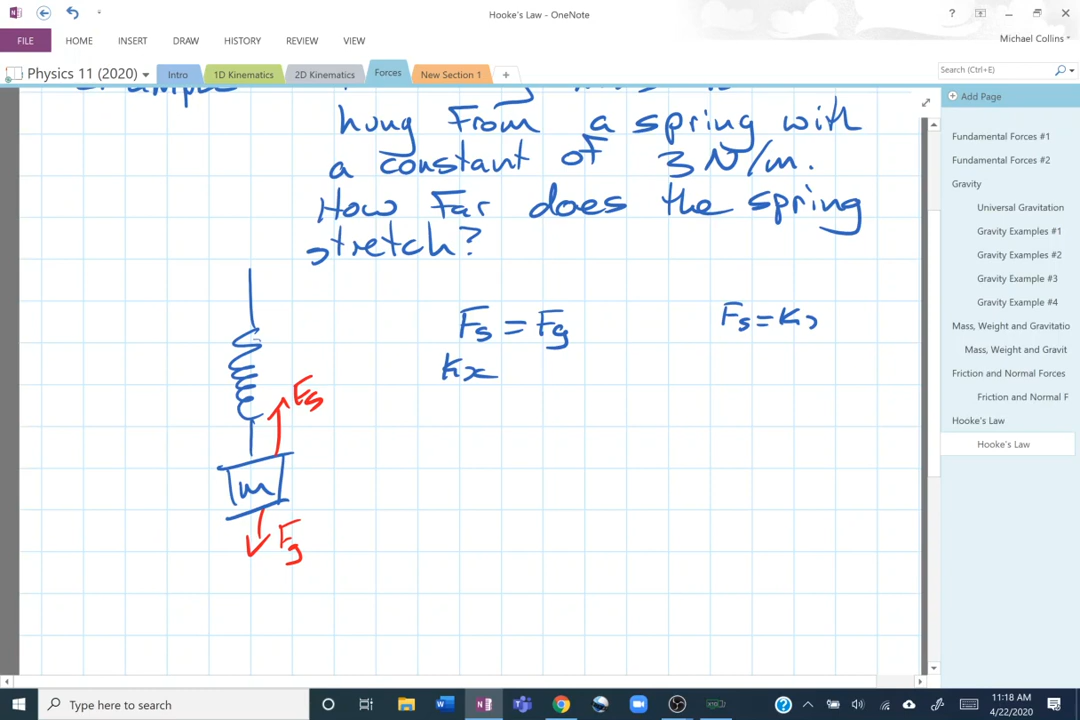 Hooke's Law - OneNote
FILE HOME INSERT DRAW HISTORY REVIEW VIEW
Michael Collins
Physics 11 (2020) Intro 1D Kinematics 2D Kinematics Forces New Section 1 +
Search (Ctrl+E)
Add Page
Fundamental Forces #1
Fundamental Forces #2
Gravity
Universal Gravitation
Gravity Examples #1
Gravity Examples #2
Gravity Example #3
Gravity Example #4
Mass, Weight and Gravitatio
Mass, Weight and Gravit
Friction and Normal Forces
Friction and Normal F
Hooke's Law
Hooke's Law
hung From a spring with
a constant of 3 N/m.
How Far does the spring
stretch?
Fs = Fg
Fs = k
kx
Fs
m
Fg
Type here to search
11:18 AM
4/22/2020